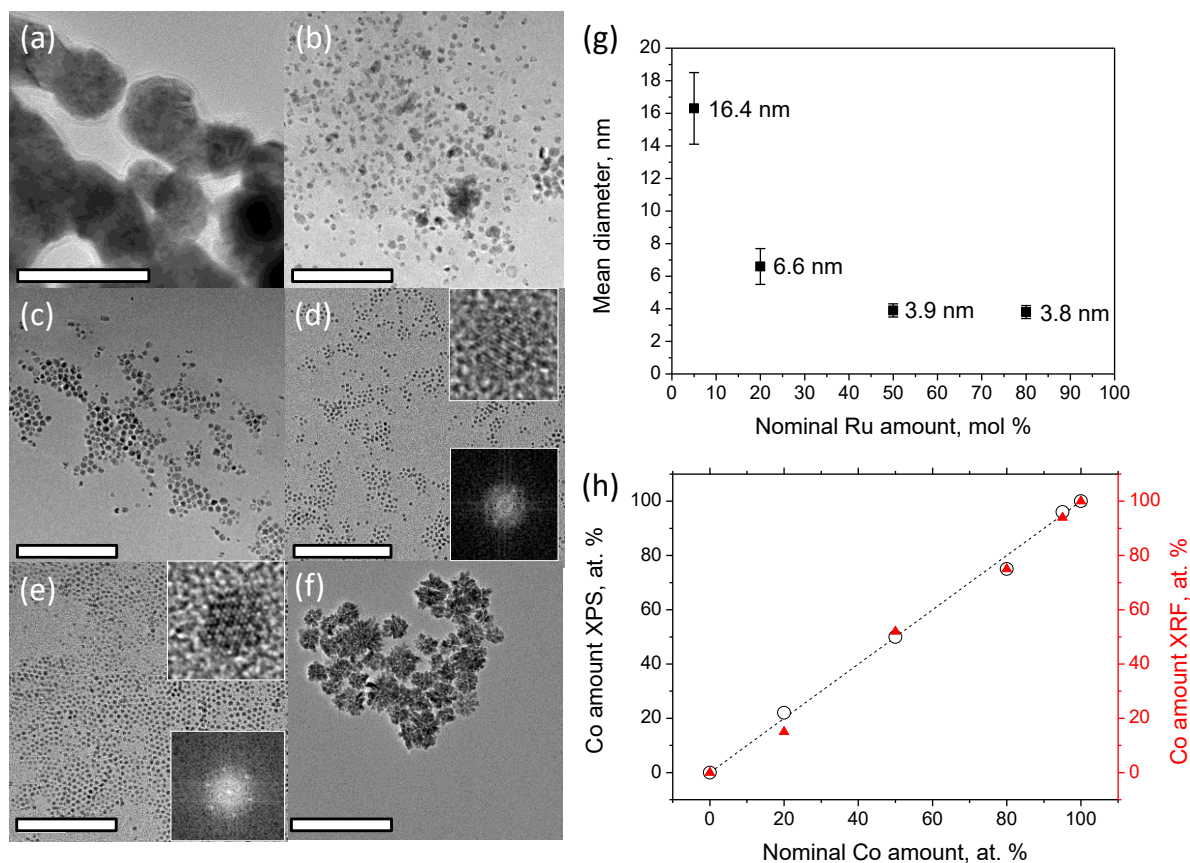 (a)
(b)
(c)
(d)
(e)
(f)
(g)
20
18
16
14
12
10
8
6
4
2
0
Mean diameter, nm
16.4 nm
6.6 nm
3.9 nm
3.8 nm
0 10 20 30 40 50 60 70 80 90 100
Nominal Ru amount, mol %
(h)
100
80
60
40
20
0
Co amount XPS, at. %
100
80
60
40
20
0
Co amount XRF, at. %
0 20 40 60 80 100
Nominal Co amount, at. %